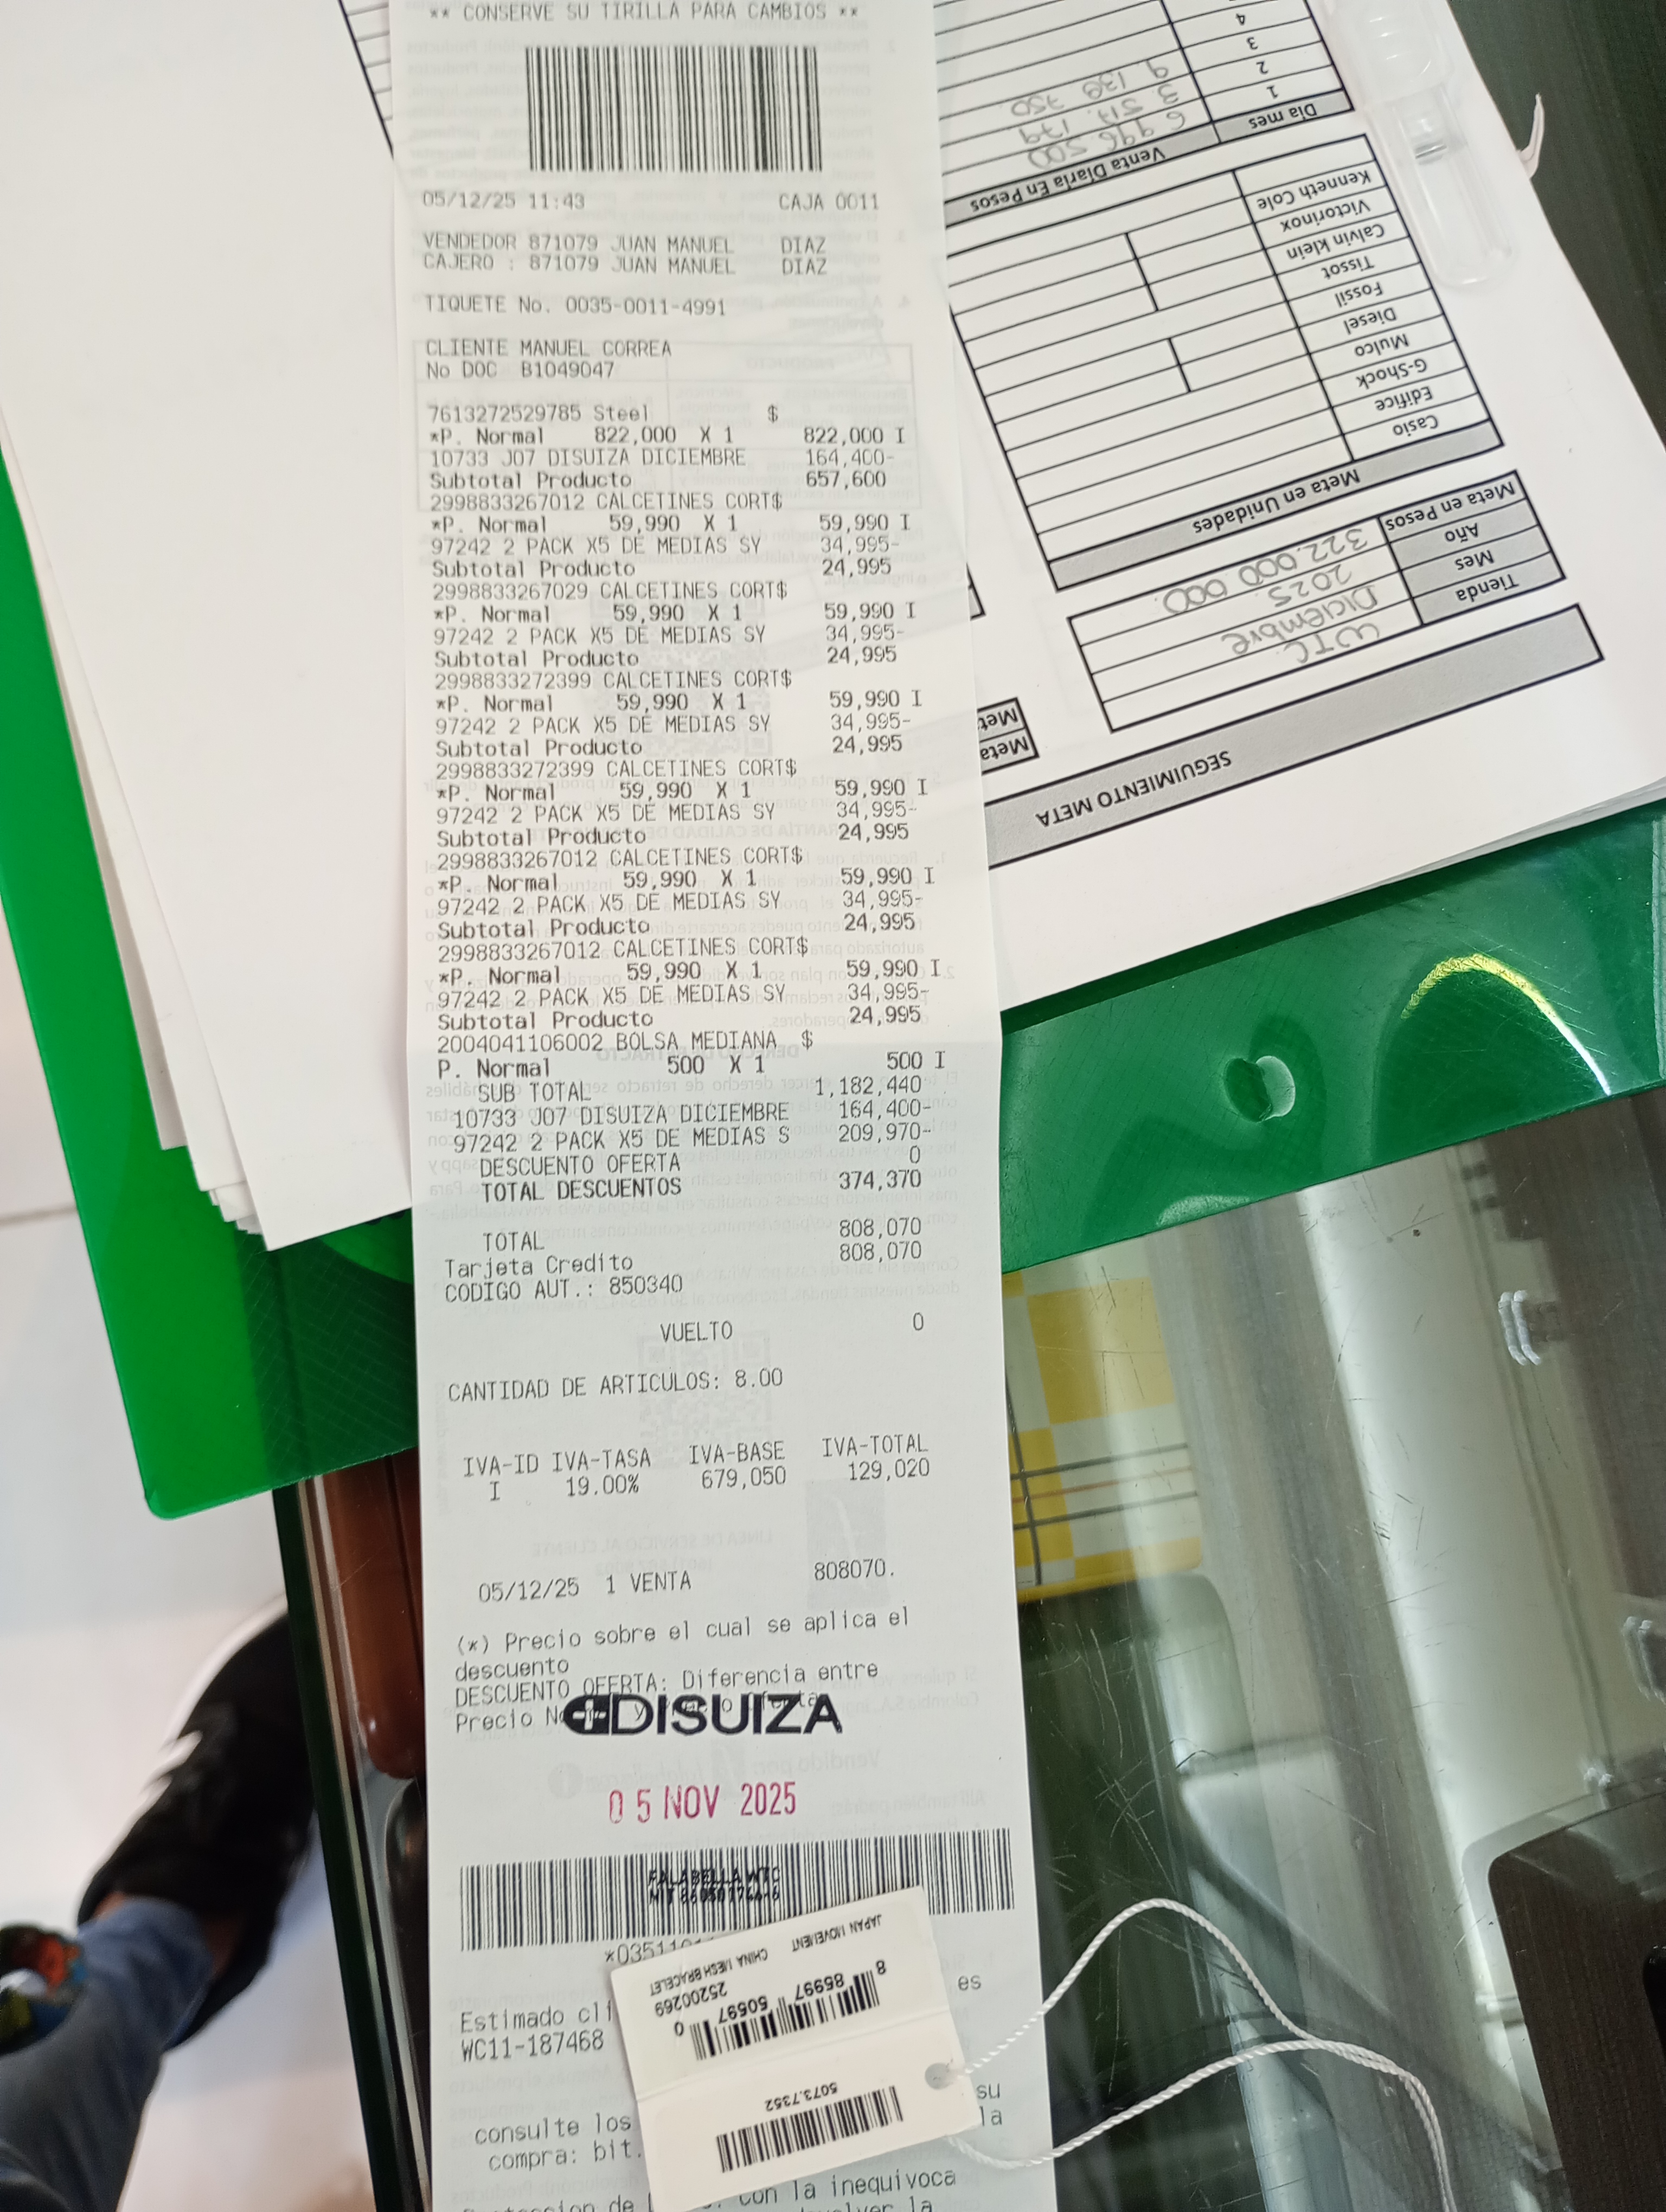 ** CONSERVE SU TIRILLA PARA CAMBIOS **
05/12/25 11:43 CAJA 0011
VENDEDOR 871079 JUAN MANUEL DIAZ
CAJERO : 871079 JUAN MANUEL DIAZ
TIQUETE No. 0035-0011-4991
CLIENTE MANUEL CORREA
No DOC B1049047
7613272529785 Steel $
*P. Normal 822,000 X 1 822,000 I
10733 J07 DISUIZA DICIEMBRE 164,400-
Subtotal Producto 657,600
2998833267012 CALCETINES CORT$
*P. Normal 59,990 X 1 59,990 I
97242 2 PACK X5 DE MEDIAS SY 34,995-
Subtotal Producto 24,995
2998833267029 CALCETINES CORT$
*P. Normal 59,990 X 1 59,990 I
97242 2 PACK X5 DE MEDIAS SY 34,995-
Subtotal Producto 24,995
2998833272399 CALCETINES CORT$
*P. Normal 59,990 X 1 59,990 I
97242 2 PACK X5 DE MEDIAS SY 34,995-
Subtotal Producto 24,995
2998833272399 CALCETINES CORT$
*P. Normal 59,990 X 1 59,990 I
97242 2 PACK X5 DE MEDIAS SY 34,995-
Subtotal Producto 24,995
2998833267012 CALCETINES CORT$
*P. Normal 59,990 X 1 59,990 I
97242 2 PACK X5 DE MEDIAS SY 34,995-
Subtotal Producto 24,995
2998833267012 CALCETINES CORT$
*P. Normal 59,990 X 1 59,990 I
97242 2 PACK X5 DE MEDIAS SY 34,995-
Subtotal Producto 24,995
2004041106002 BOLSA MEDIANA $
P. Normal 500 X 1 500 I
SUB TOTAL 1,182,440
10733 J07 DISUIZA DICIEMBRE 164,400-
97242 2 PACK X5 DE MEDIAS S 209,970-
DESCUENTO OFERTA 0
TOTAL DESCUENTOS 374,370
TOTAL 808,070
Tarjeta Credito 808,070
CODIGO AUT.: 850340
VUELTO 0
CANTIDAD DE ARTICULOS: 8.00
IVA-ID IVA-TASA IVA-BASE IVA-TOTAL
I 19.00% 679,050 129,020
05/12/25 1 VENTA 808070.
(*) Precio sobre el cual se aplica el
descuento
DESCUENTO OFERTA: Diferencia entre
Precio
DISUIZA
05 NOV 2025
FALABELLA WTC
Estimado cli es
WC11-187468
consulte los su
compra: bit. la
con la inequivoca
JAPAN MOVEMENT CHINA MESH BRACELET
25200269
8 85997 50597 0
5073.7352
SEGUIMIENTO META
Tienda WTC
Mes Diciembre
Año 2025
Meta en Pesos 322.000 000
Meta en Unidades
Casio
Edifice
G-Shock
Mulco
Diesel
Fossil
Tissot
Calvin klein
Victorinox
Kenneth Cole
Dia mes Venta Diaria En Pesos
1 6 996 500
2 3 517. 179
3 9 130 750
4